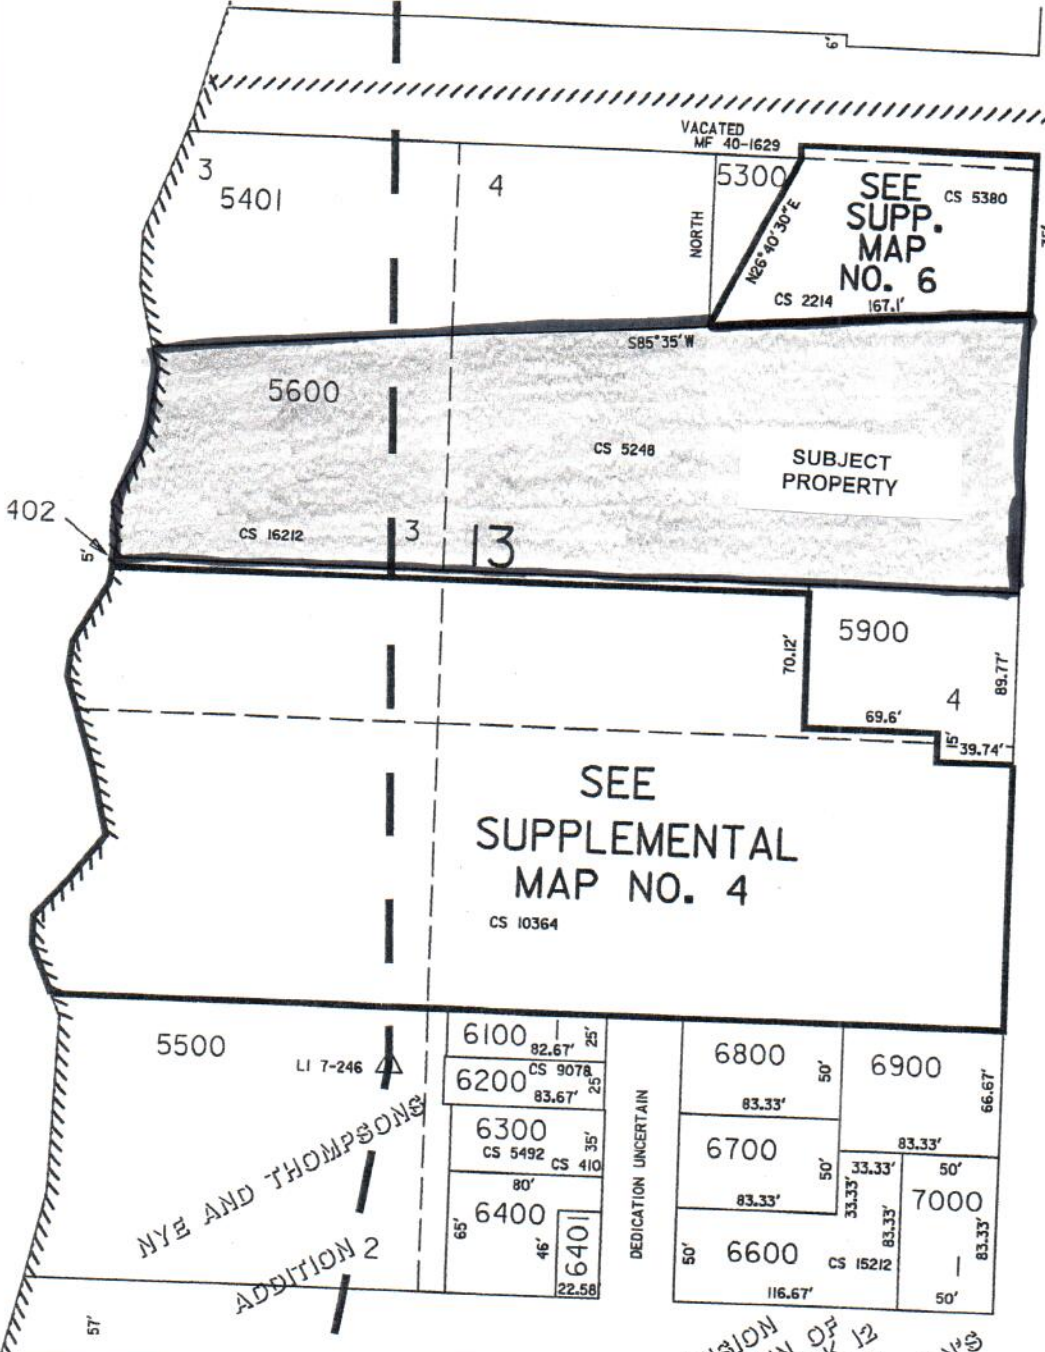 6'
VACATED
MF 40-1629
3
5401
4
5300
NORTH
N26°40'30"E
SEE
SUPP.
MAP
NO. 6
CS 5380
CS 2214
167.1'
S85°35'W
5600
CS 5248
SUBJECT
PROPERTY
402
5'
CS 16212
3
13
5900
70.12'
89.77'
4
69.6'
15'
39.74'
SEE
SUPPLEMENTAL
MAP NO. 4
CS 10364
5500
LI 7-246
NYE AND THOMPSONS
ADDITION 2
57'
6100
82.67'
25'
6200
CS 9078
83.67'
25'
6300
CS 5492
35'
CS 410
80'
6400
65'
46'
6401
22.58'
DEDICATION UNCERTAIN
6800
50'
83.33'
6700
50'
83.33'
6600
50'
CS 15212
116.67'
6900
66.67'
83.33'
33.33'
33.33'
83.33'
50'
7000
83.33'
50'
OF
12